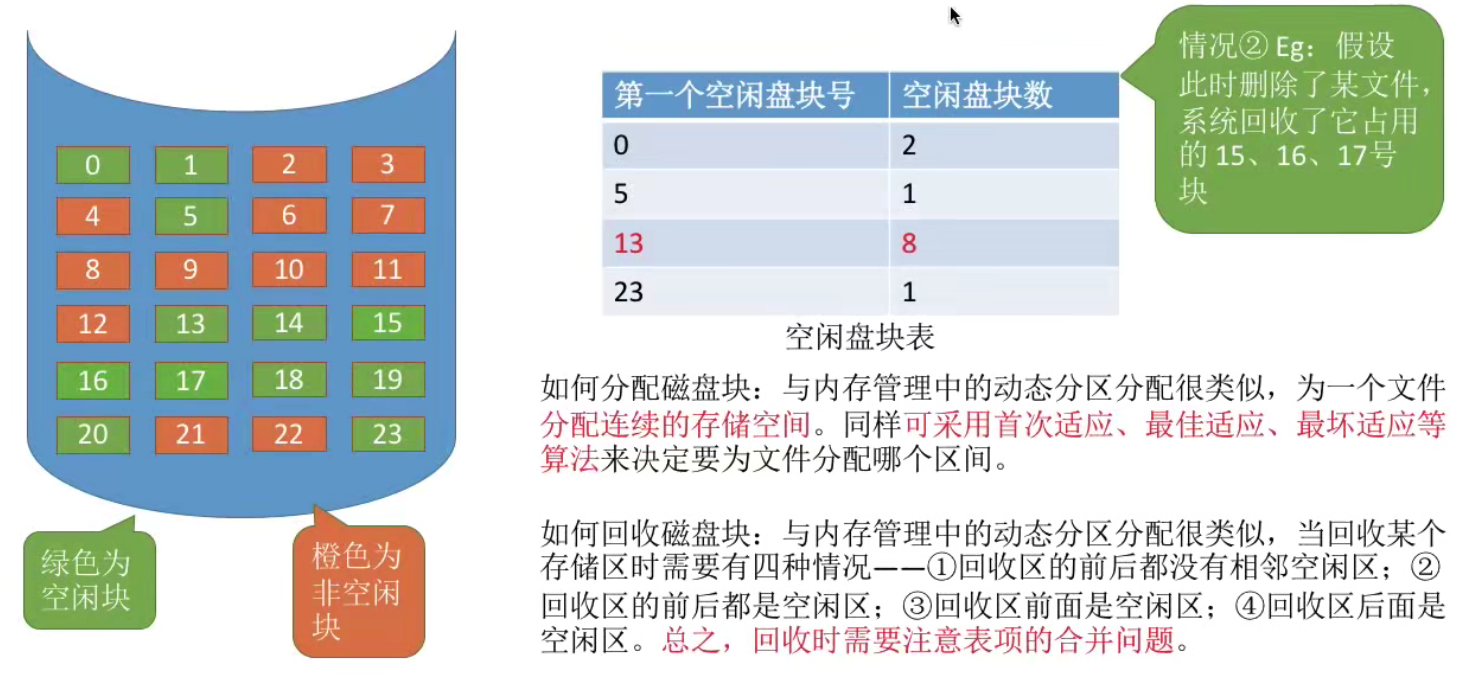 0 1 2 3
4 5 6 7
8 9 10 11
12 13 14 15
16 17 18 19
20 21 22 23
绿色为
空闲块
橙色为
非空闲
块
第一个空闲盘块号 空闲盘块数
0 2
5 1
13 8
23 1
空闲盘块表
情况② Eg：假设
此时删除了某文件，
系统回收了它占用
的 15、16、17号
块
如何分配磁盘块：与内存管理中的动态分区分配很类似，为一个文件
分配连续的存储空间。同样可采用首次适应、最佳适应、最坏适应等
算法来决定要为文件分配哪个区间。
如何回收磁盘块：与内存管理中的动态分区分配很类似，当回收某个
存储区时需要有四种情况——①回收区的前后都没有相邻空闲区；②
回收区的前后都是空闲区；③回收区前面是空闲区；④回收区后面是
空闲区。总之，回收时需要注意表项的合并问题。